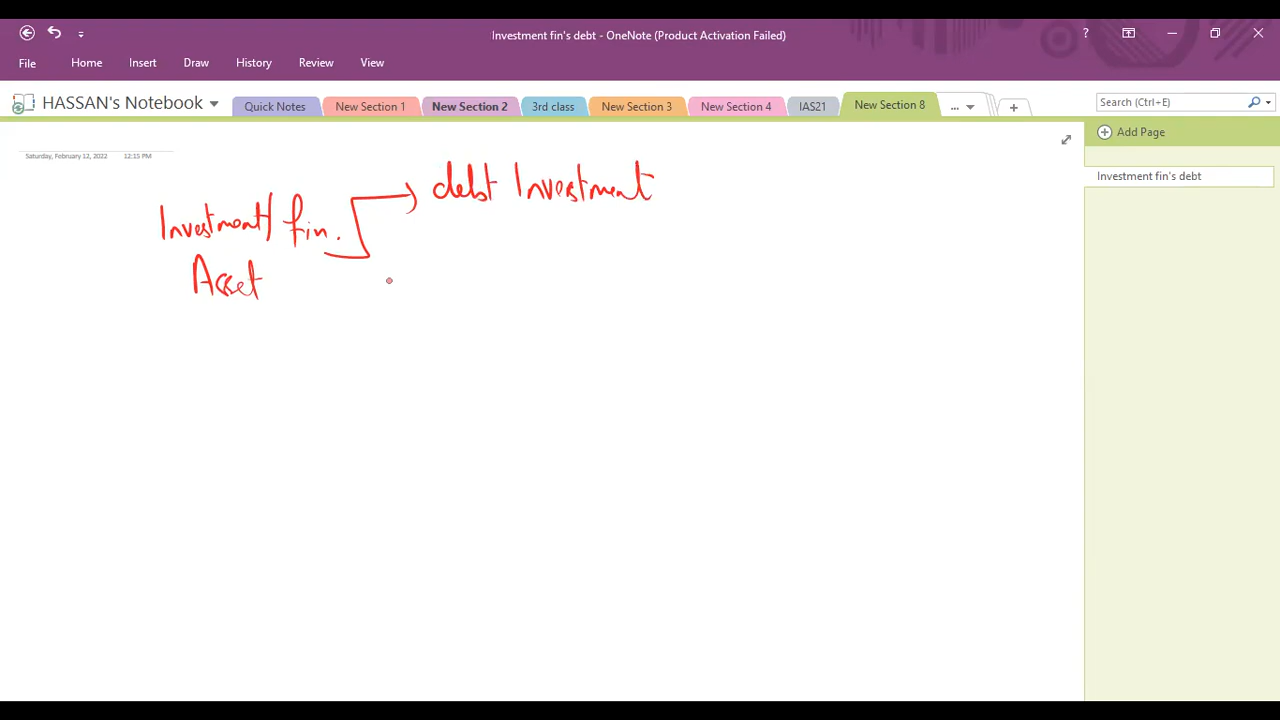 Investment fin's debt - OneNote (Product Activation Failed)
?
File Home Insert Draw History Review View
HASSAN's Notebook
Quick Notes New Section 1 New Section 2 3rd class New Section 3 New Section 4 IAS21 New Section 8 ... +
Search (Ctrl+E)
Add Page
Investment fin's debt
Saturday, February 12, 2022 12:15 PM
debt Investment
Investment/ fin.
Asset